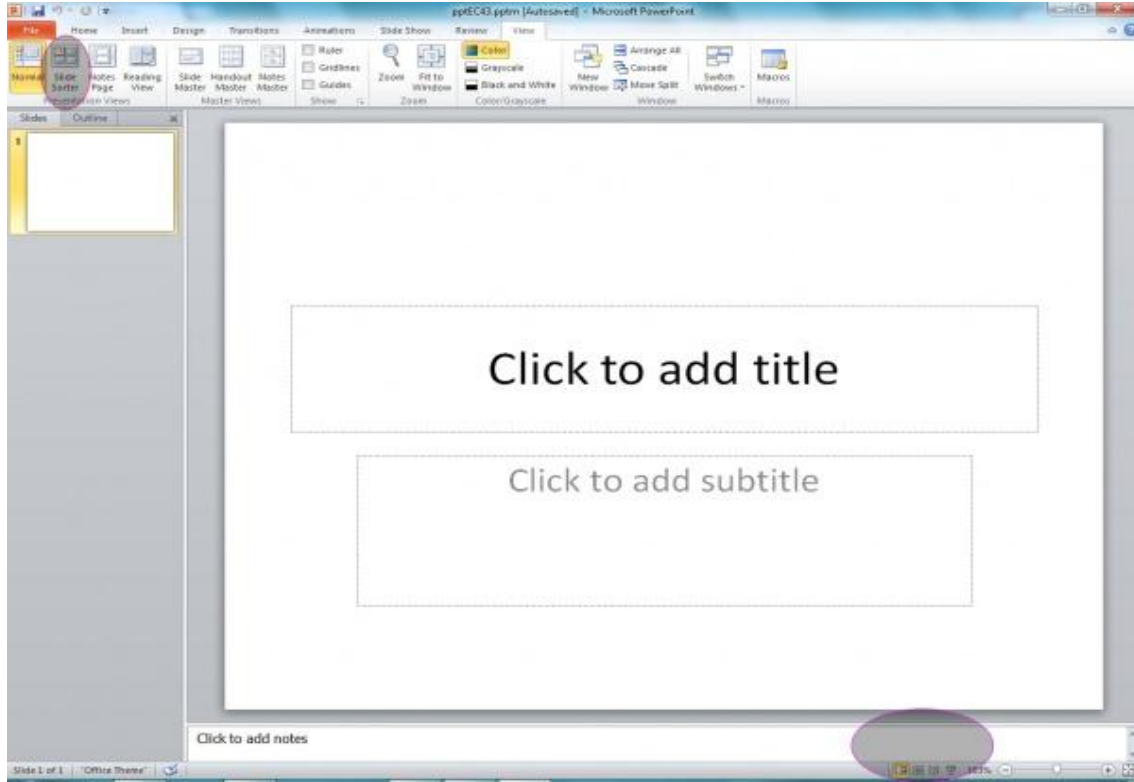 pptEC43.pptm [Autosaved] - Microsoft PowerPoint
File Home Insert Design Transitions Animations Slide Show Review View
Normal Slide Sorter Notes Page Reading View
Presentation Views
Slide Master Handout Master Notes Master
Master Views
Ruler
Gridlines
Guides
Show
Zoom Fit to Window
Zoom
Color
Grayscale
Black and White
Color/Grayscale
New Window
Arrange All
Cascade
Move Split
Switch Windows
Window
Macros
Macros
Slides Outline
1
Click to add title
Click to add subtitle
Click to add notes
Slide 1 of 1 "Office Theme" 103%